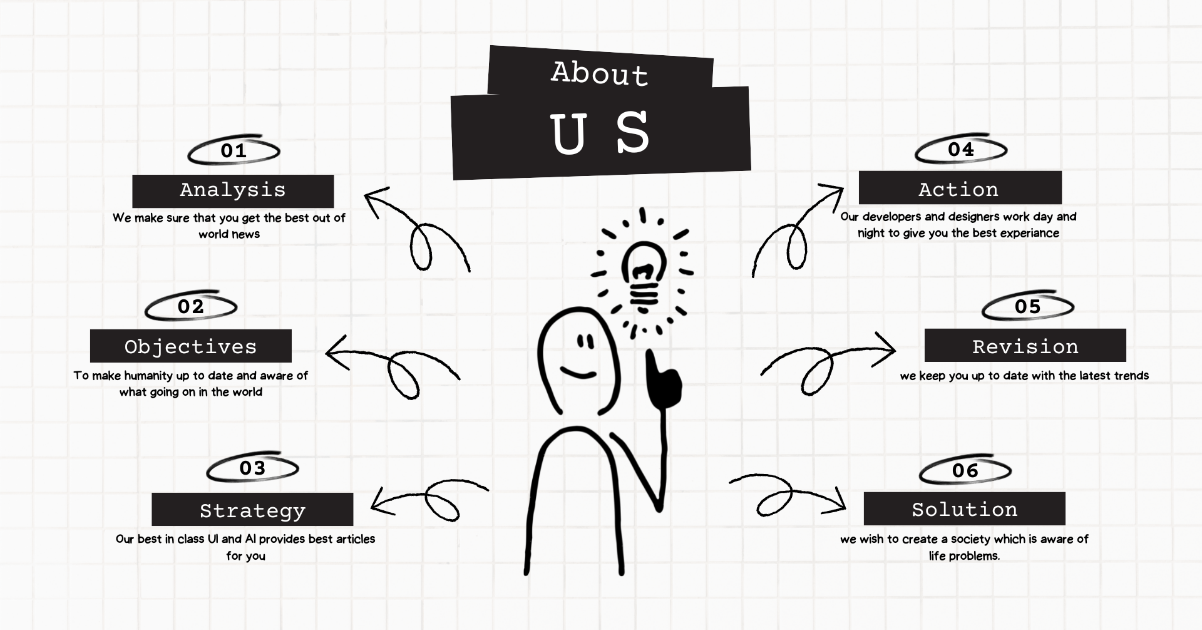 About
US
01
Analysis
We make sure that you get the best out of
world news
02
Objectives
To make humanity up to date and aware of
what going on in the world
03
Strategy
Our best in class UI and AI provides best articles
for you
04
Action
Our developers and designers work day and
night to give you the best experiance
05
Revision
we keep you up to date with the latest trends
06
Solution
we wish to create a society which is aware of
life problems.